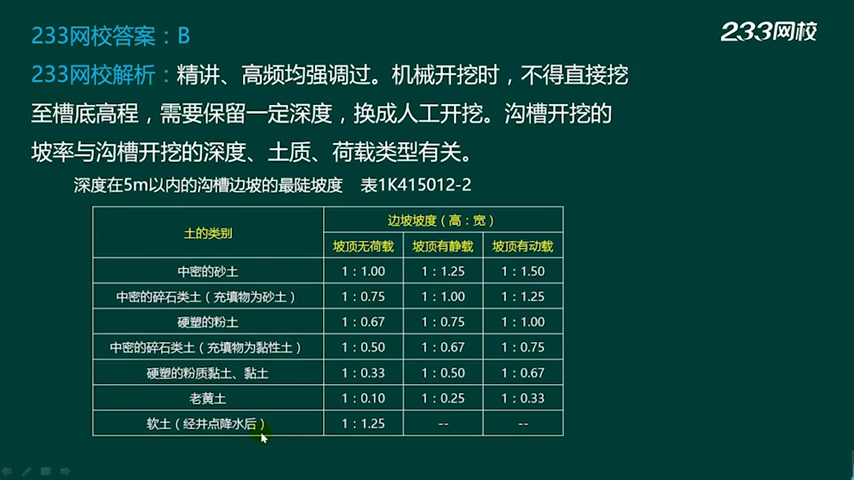 233网校答案：B
233网校
233网校解析：精讲、高频均强调过。机械开挖时，不得直接挖
至槽底高程，需要保留一定深度，换成人工开挖。沟槽开挖的
坡率与沟槽开挖的深度、土质、荷载类型有关。
深度在5m以内的沟槽边坡的最陡坡度 表1K415012-2
土的类别 边坡坡度（高：宽）
坡顶无荷载 坡顶有静载 坡顶有动载
中密的砂土 1：1.00 1：1.25 1：1.50
中密的碎石类土（充填物为砂土） 1：0.75 1：1.00 1：1.25
硬塑的粉土 1：0.67 1：0.75 1：1.00
中密的碎石类土（充填物为黏性土） 1：0.50 1：0.67 1：0.75
硬塑的粉质黏土、黏土 1：0.33 1：0.50 1：0.67
老黄土 1：0.10 1：0.25 1：0.33
软土（经井点降水后） 1：1.25 -- --